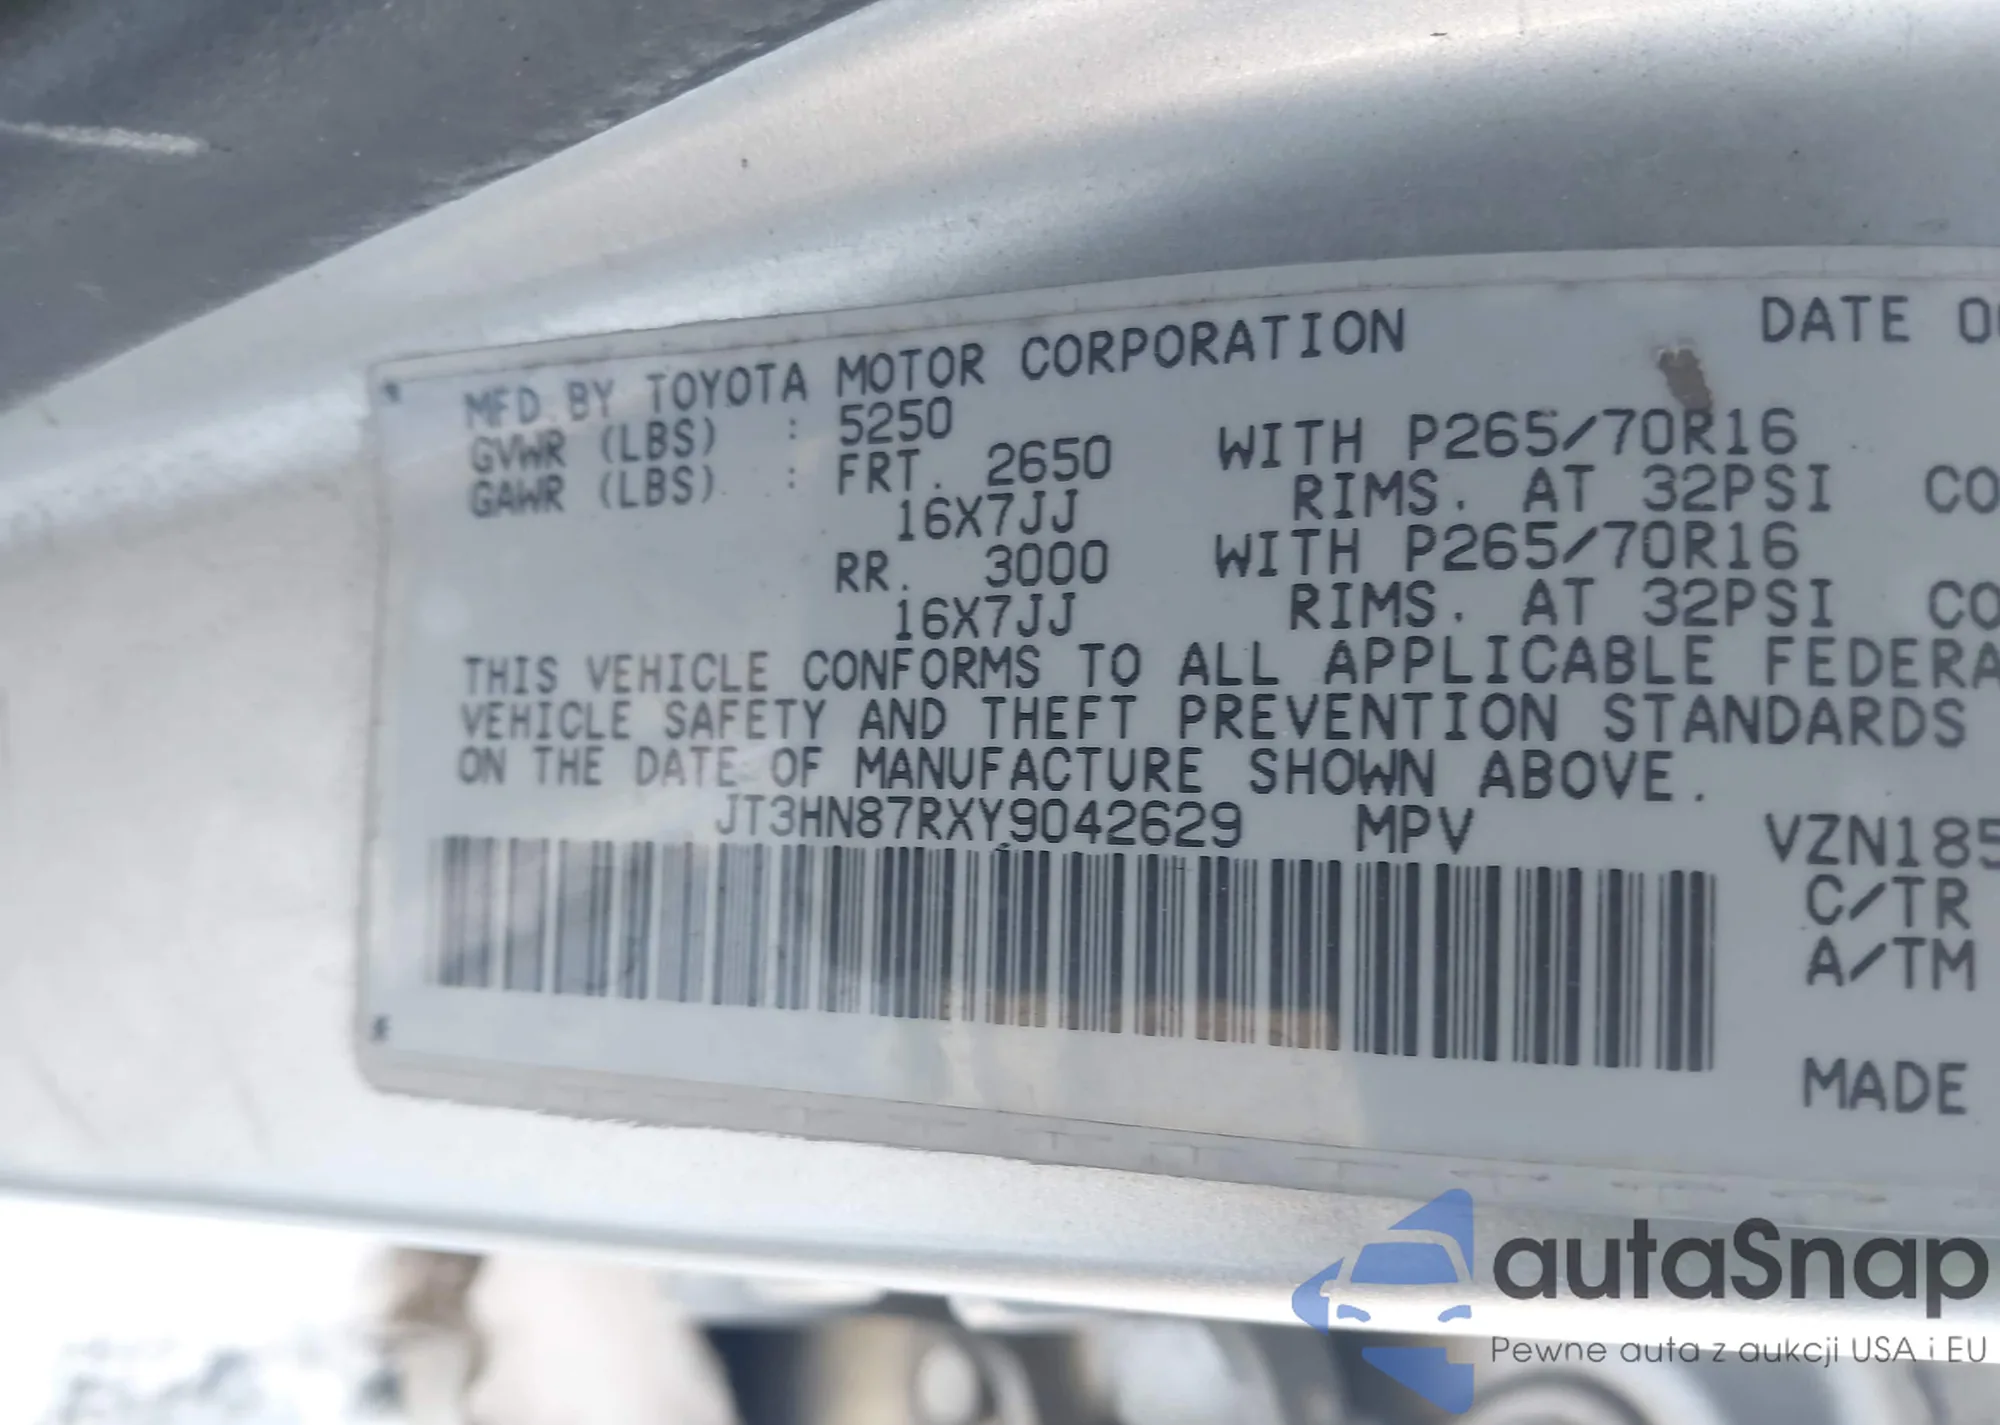 MFD. BY TOYOTA MOTOR CORPORATION DATE
GVWR (LBS) : 5250
GAWR (LBS) : FRT. 2650 WITH P265/70R16
16X7JJ RIMS. AT 32PSI CO
RR. 3000 WITH P265/70R16
16X7JJ RIMS. AT 32PSI CO
THIS VEHICLE CONFORMS TO ALL APPLICABLE FEDERA
VEHICLE SAFETY AND THEFT PREVENTION STANDARDS
ON THE DATE OF MANUFACTURE SHOWN ABOVE.
JT3HN87RXY9042629 MPV VZN185
C/TR
A/TM
MADE
autaSnap
Pewne auta z aukcji USA i EU